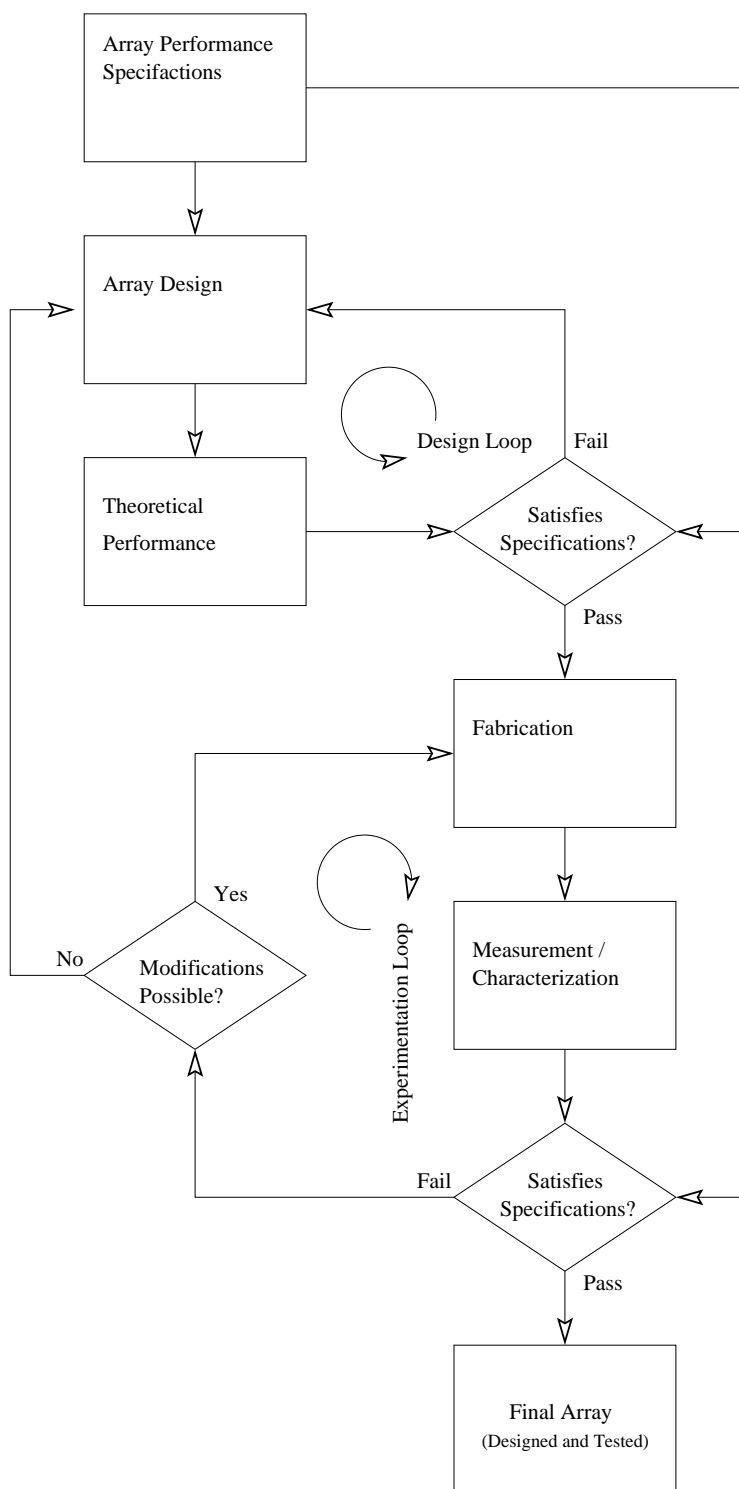 Array Performance
Specifactions
Array Design
Design Loop
Fail
Theoretical
Performance
Satisfies
Specifications?
Pass
Fabrication
Yes
No
Modifications
Possible?
Experimentation Loop
Measurement /
Characterization
Fail
Satisfies
Specifications?
Pass
Final Array
(Designed and Tested)